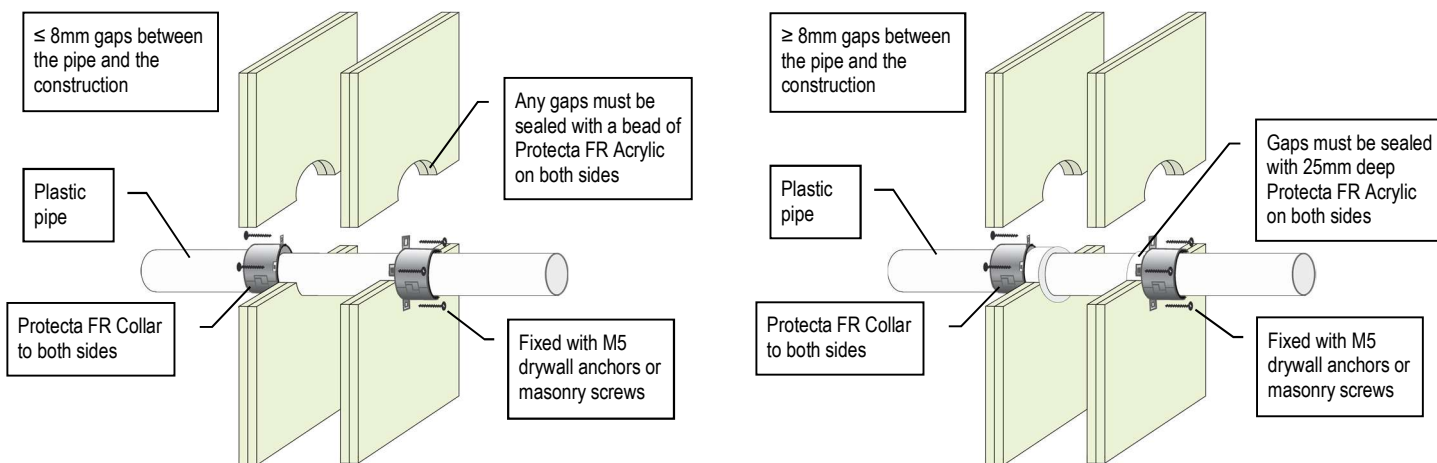 ≤ 8mm gaps between
the pipe and the
construction
Any gaps must be
sealed with a bead of
Protecta FR Acrylic
on both sides
Plastic
pipe
Protecta FR Collar
to both sides
Fixed with M5
drywall anchors or
masonry screws
≥ 8mm gaps between
the pipe and the
construction
Gaps must be sealed
with 25mm deep
Protecta FR Acrylic
on both sides
Plastic
pipe
Protecta FR Collar
to both sides
Fixed with M5
drywall anchors or
masonry screws